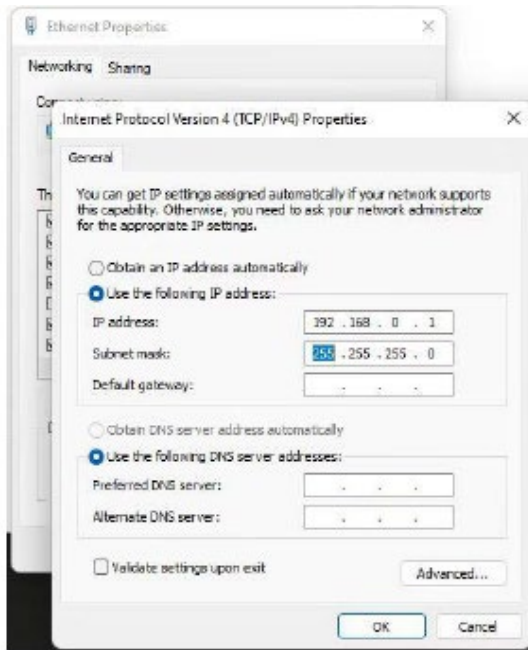 Ethernet Properties
Networking Sharing
Internet Protocol Version 4 (TCP/IPv4) Properties
General
You can get IP settings assigned automatically if your network supports
this capability. Otherwise, you need to ask your network administrator
for the appropriate IP settings.
Obtain an IP address automatically
Use the following IP address:
IP address: 192 . 168 . 0 . 1
Subnet mask: 255 . 255 . 255 . 0
Default gateway: . . .
Obtain DNS server address automatically
Use the following DNS server addresses:
Preferred DNS server: . . .
Alternate DNS server: . . .
Validate settings upon exit
Advanced...
OK Cancel